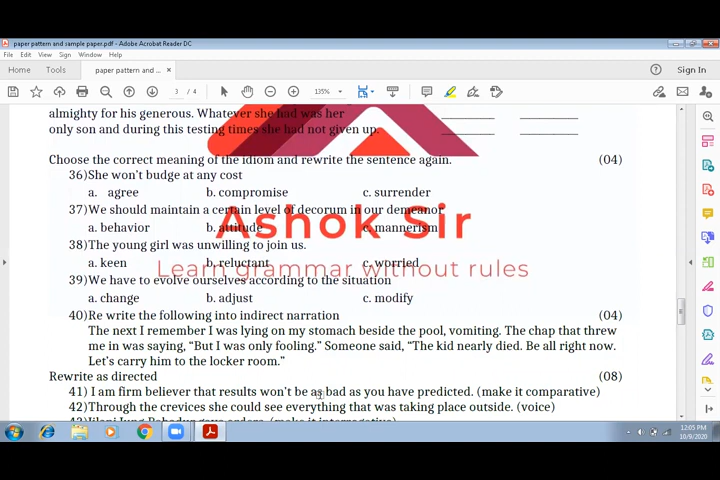 paper pattern and sample paper.pdf - Adobe Acrobat Reader DC
File Edit View Sign Window Help
Home Tools paper pattern and ... × Sign In
3 / 4 135%
almighty for his generous. Whatever she had was her
only son and during this testing times she had not given up.
Choose the correct meaning of the idiom and rewrite the sentence again. (04)
36)She won't budge at any cost
a. agree b. compromise c. surrender
37)We should maintain a certain level of decorum in our demeanor
a. behavior b. attitude c. mannerism
Ashok Sir
38)The young girl was unwilling to join us.
a. keen b. reluctant c. worried
Learn grammar without rules
39)We have to evolve ourselves according to the situation
a. change b. adjust c. modify
40)Re write the following into indirect narration (04)
The next I remember I was lying on my stomach beside the pool, vomiting. The chap that threw
me in was saying, "But I was only fooling." Someone said, "The kid nearly died. Be all right now.
Let's carry him to the locker room."
Rewrite as directed (08)
41) I am firm believer that results won't be as bad as you have predicted. (make it comparative)
42)Through the crevices she could see everything that was taking place outside. (voice)
12:05 PM
10/9/2020